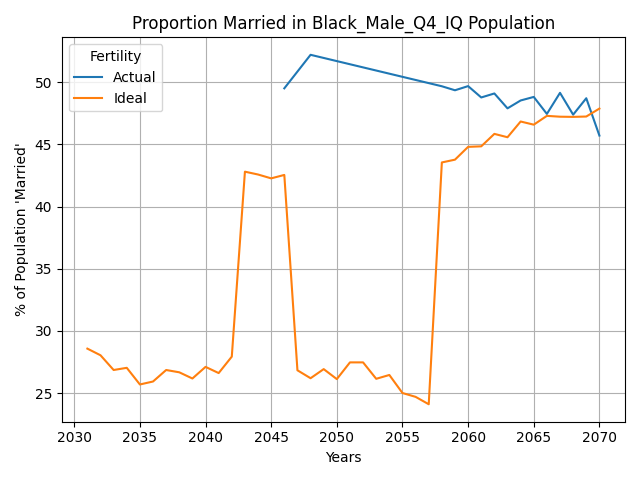 Proportion Married in Black_Male_Q4_IQ Population
Fertility
Actual
Ideal
% of Population 'Married'
50
45
40
35
30
25
2030 2035 2040 2045 2050 2055 2060 2065 2070
Years